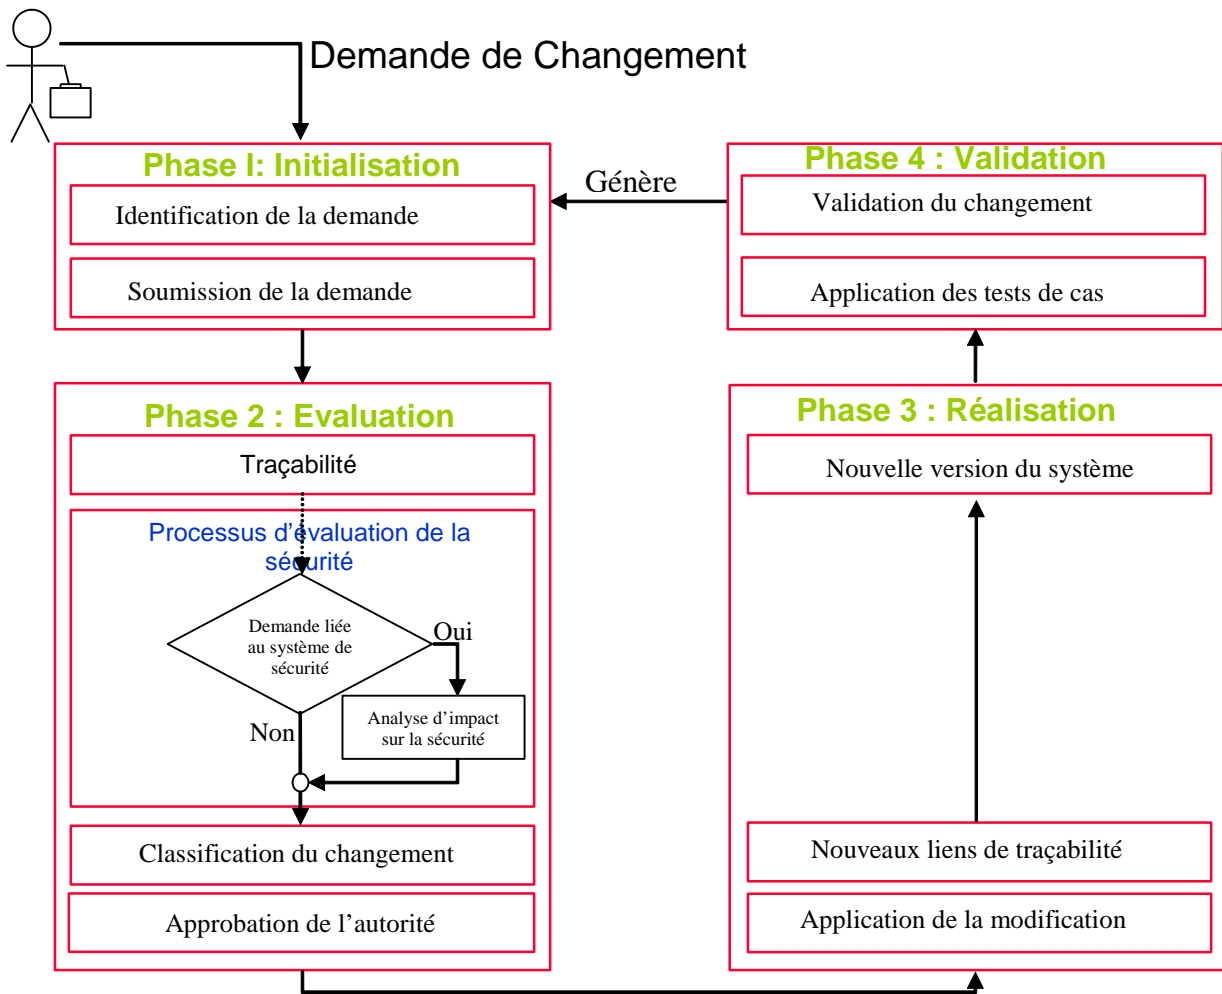 Demande de Changement
Phase I: Initialisation
Identification de la demande
Soumission de la demande
Génère
Phase 4 : Validation
Validation du changement
Application des tests de cas
Phase 2 : Evaluation
Traçabilité
Processus d’évaluation de la
sécurité
Demande liée
au système de
sécurité
Oui
Non
Analyse d’impact
sur la sécurité
Classification du changement
Approbation de l’autorité
Phase 3 : Réalisation
Nouvelle version du système
Nouveaux liens de traçabilité
Application de la modification